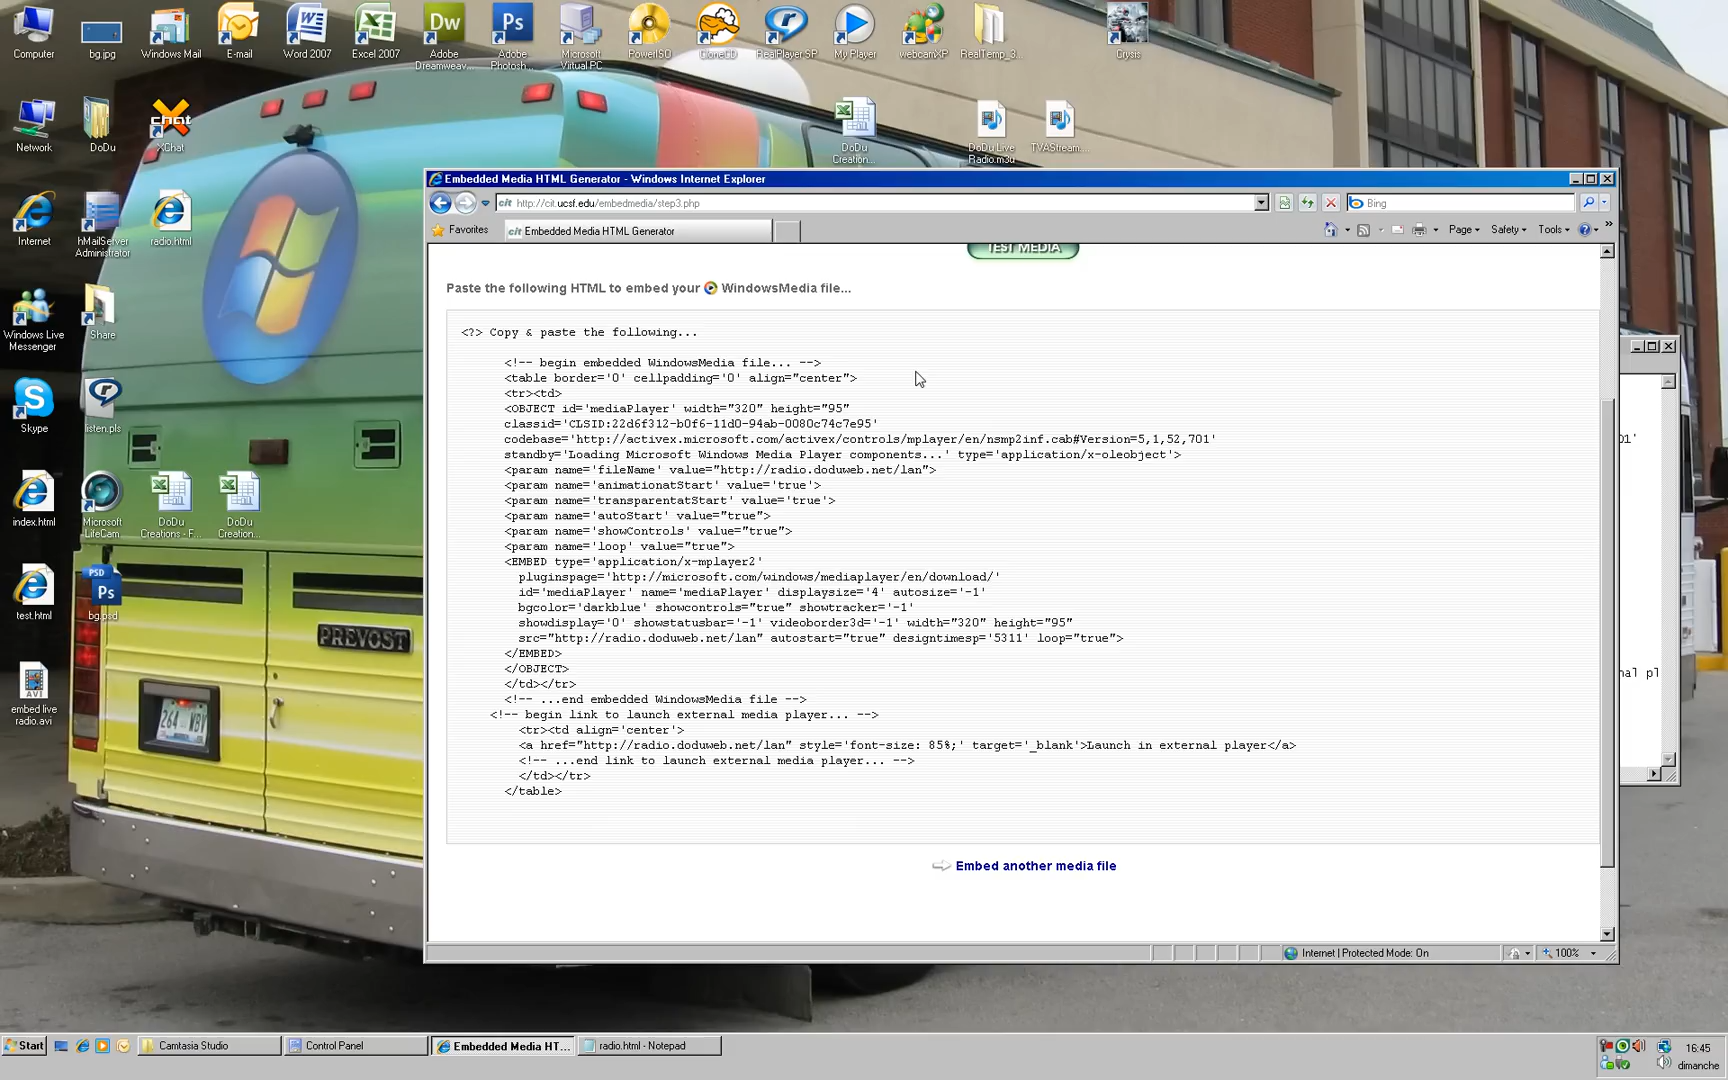 Computer
bg.jpg
Windows Mail
E-mail
Word 2007
Excel 2007
Adobe
Dreamweav...
Adobe
Photosh...
Microsoft
Virtual PC
PowerISO
CloneCD
RealPlayer SP
My Player
webcamXP
RealTemp_3...
Crysis
Network
DoDu
XChat
DoDu
Creation...
DoDu Live
Radio.m3u
TVAStream....
Internet
hMailServer
Administrator
radio.html
Windows Live
Messenger
Share
Skype
listen.pls
index.html
Microsoft
LifeCam
DoDu
Creations - F...
DoDu
Creation...
test.html
bg.psd
embed live
radio.avi
PREVOST
Embedded Media HTML Generator - Windows Internet Explorer
http://cit.ucsf.edu/embedmedia/step3.php
Bing
Favorites
Embedded Media HTML Generator
Page
Safety
Tools
TEST MEDIA
Paste the following HTML to embed your WindowsMedia file...
<?> Copy & paste the following...
<!-- begin embedded WindowsMedia file... -->
<table border='0' cellpadding='0' align="center">
<tr><td>
<OBJECT id='mediaPlayer' width="320" height="95"
classid='CLSID:22d6f312-b0f6-11d0-94ab-0080c74c7e95'
codebase='http://activex.microsoft.com/activex/controls/mplayer/en/nsmp2inf.cab#Version=5,1,52,701'
standby='Loading Microsoft Windows Media Player components...' type='application/x-oleobject'>
<param name='fileName' value="http://radio.doduweb.net/lan">
<param name='animationatStart' value='true'>
<param name='transparentatStart' value='true'>
<param name='autoStart' value="true">
<param name='showControls' value="true">
<param name='loop' value="true">
<EMBED type='application/x-mplayer2'
pluginspage='http://microsoft.com/windows/mediaplayer/en/download/'
id='mediaPlayer' name='mediaPlayer' displaysize='4' autosize='-1'
bgcolor='darkblue' showcontrols="true" showtracker='-1'
showdisplay='0' showstatusbar='-1' videoborder3d='-1' width="320" height="95"
src="http://radio.doduweb.net/lan" autostart="true" designtimesp='5311' loop="true">
</EMBED>
</OBJECT>
</td></tr>
<!-- ...end embedded WindowsMedia file -->
<!-- begin link to launch external media player... -->
<tr><td align='center'>
<a href="http://radio.doduweb.net/lan" style='font-size: 85%;' target='_blank'>Launch in external player</a>
<!-- ...end link to launch external media player... -->
</td></tr>
</table>
Embed another media file
Internet | Protected Mode: On
100%
01'
nal pl
Start
Camtasia Studio
Control Panel
Embedded Media HT...
radio.html - Notepad
16:45
dimanche